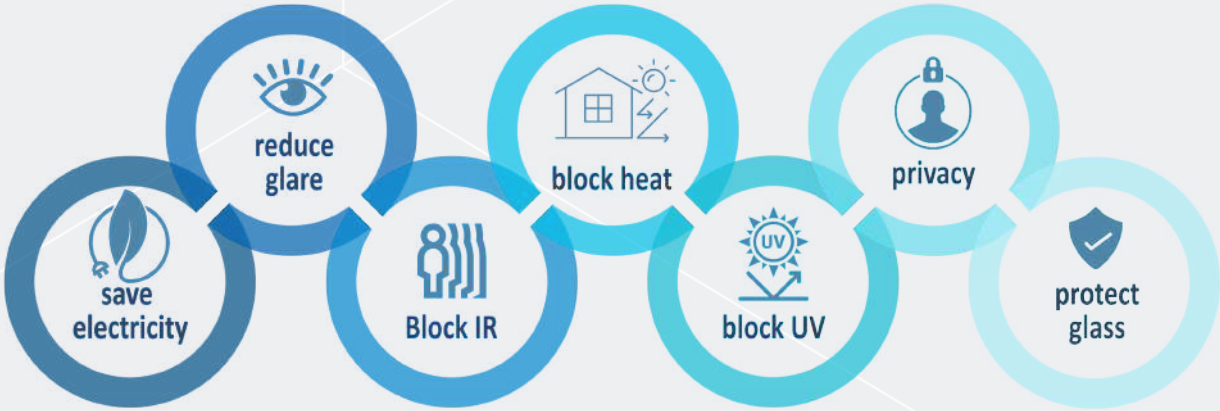 save
electricity
reduce
glare
Block IR
block heat
UV
block UV
privacy
protect
glass